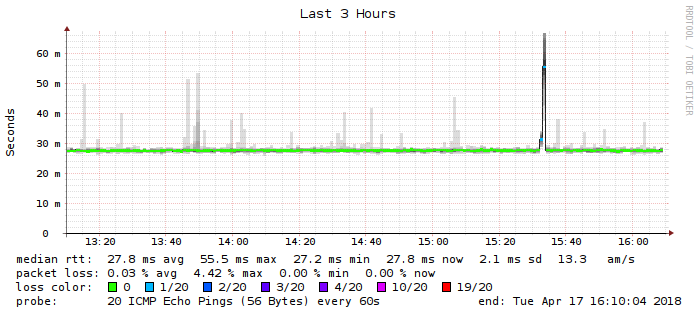 Last 3 Hours
RRDTOOL / TOBI OETIKER
Seconds
60 m
50 m
40 m
30 m
20 m
10 m
0
13:20 13:40 14:00 14:20 14:40 15:00 15:20 15:40 16:00
median rtt: 27.8 ms avg 55.5 ms max 27.2 ms min 27.8 ms now 2.1 ms sd 13.3 am/s
packet loss: 0.03 % avg 4.42 % max 0.00 % min 0.00 % now
loss color: 0 1/20 2/20 3/20 4/20 10/20 19/20
probe: 20 ICMP Echo Pings (56 Bytes) every 60s end: Tue Apr 17 16:10:04 2018